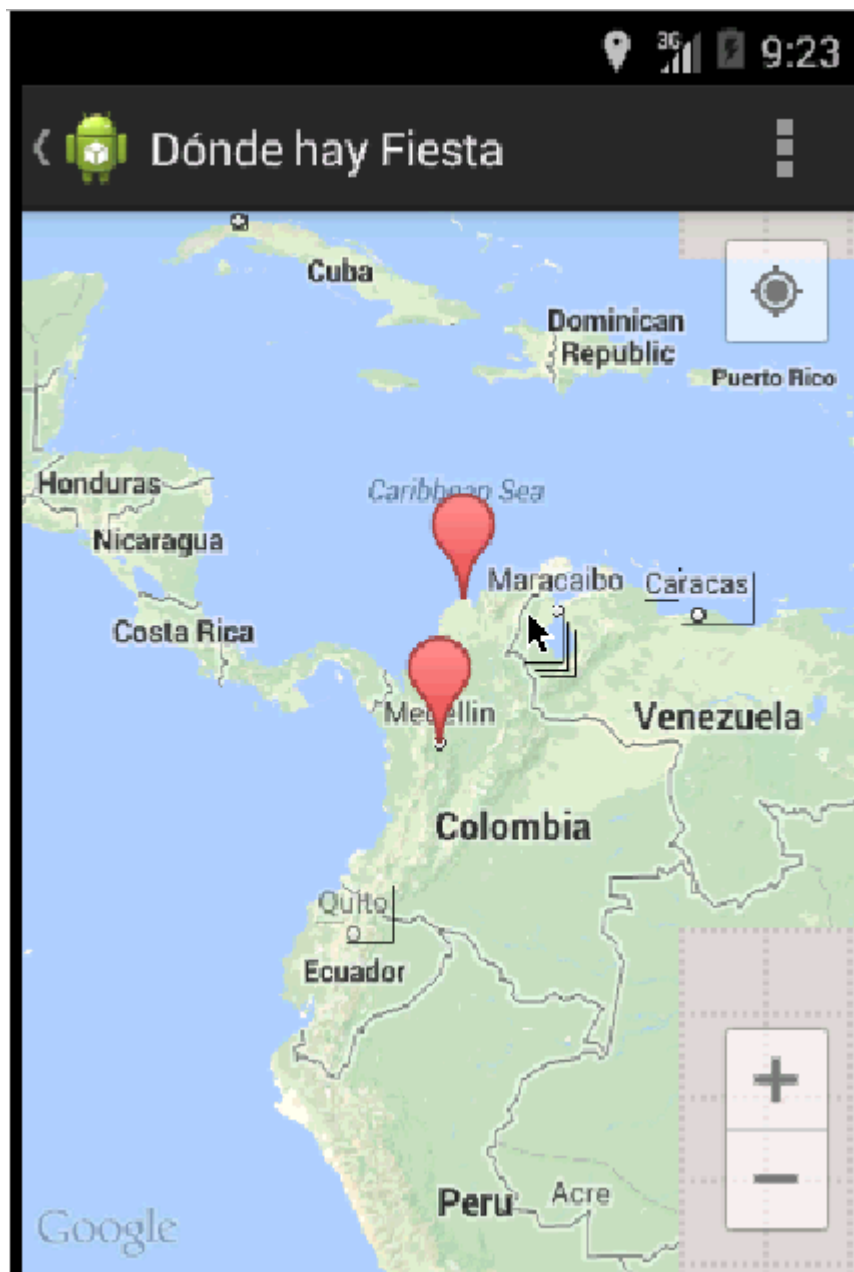 3G 9:23
Dónde hay Fiesta
Cuba
Dominican
Republic
Puerto Rico
Honduras
Caribbean Sea
Nicaragua
Maracaibo
Caracas
Costa Rica
Medellin
Venezuela
Colombia
Quito
Ecuador
+
−
Peru
Acre
Google